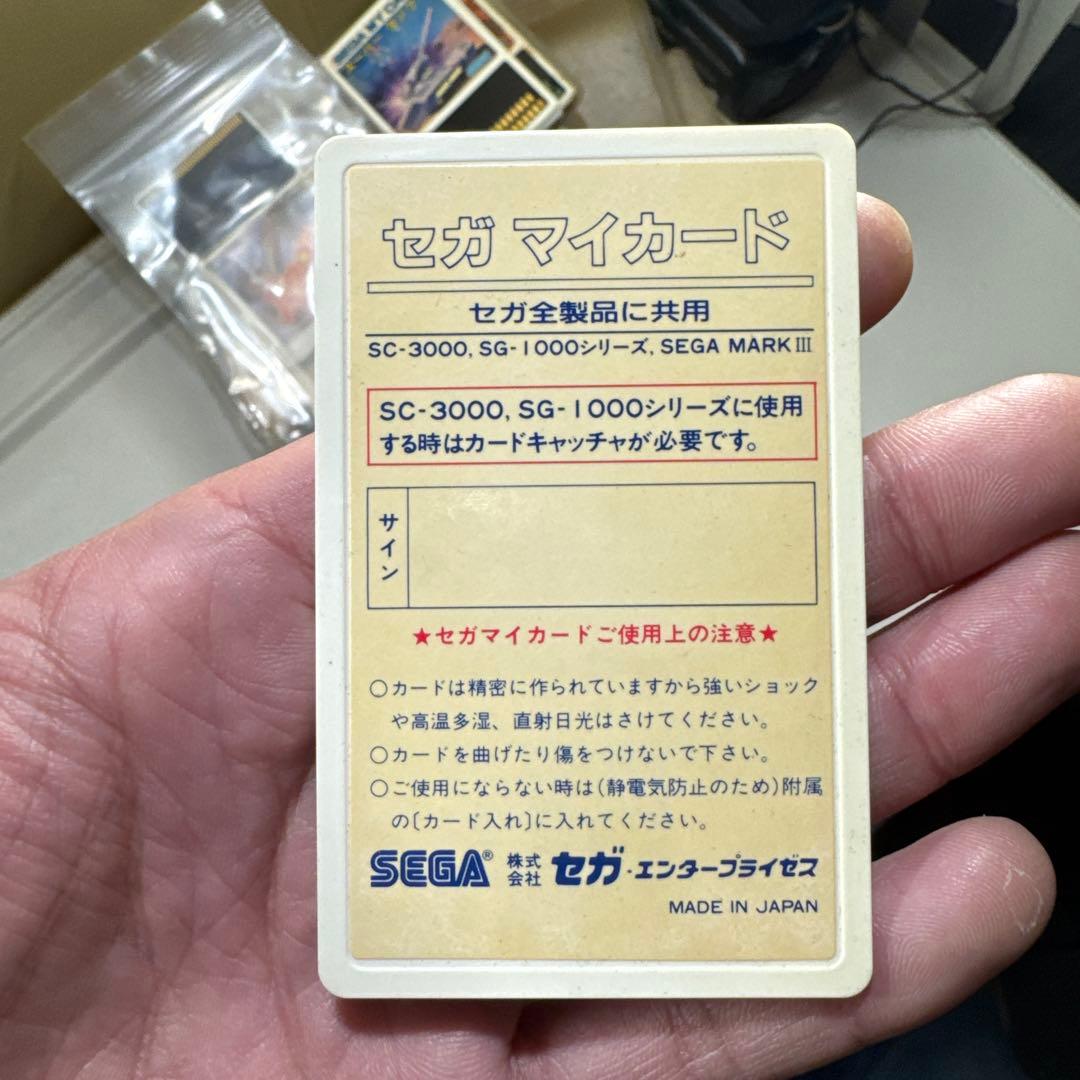 セガ マイカード
セガ全製品に共用
SC-3000, SG-1000シリーズ, SEGA MARK III
SC-3000, SG-1000シリーズに使用
する時はカードキャッチャが必要です。
サイン
★セガマイカードご使用上の注意★
○カードは精密に作られていますから強いショック
や高温多湿、直射日光はさけてください。
○カードを曲げたり傷をつけないで下さい。
○ご使用にならない時は(静電気防止のため)附属
の〔カード入れ〕に入れてください。
SEGA® 株式会社 セガ・エンタープライゼス
MADE IN JAPAN